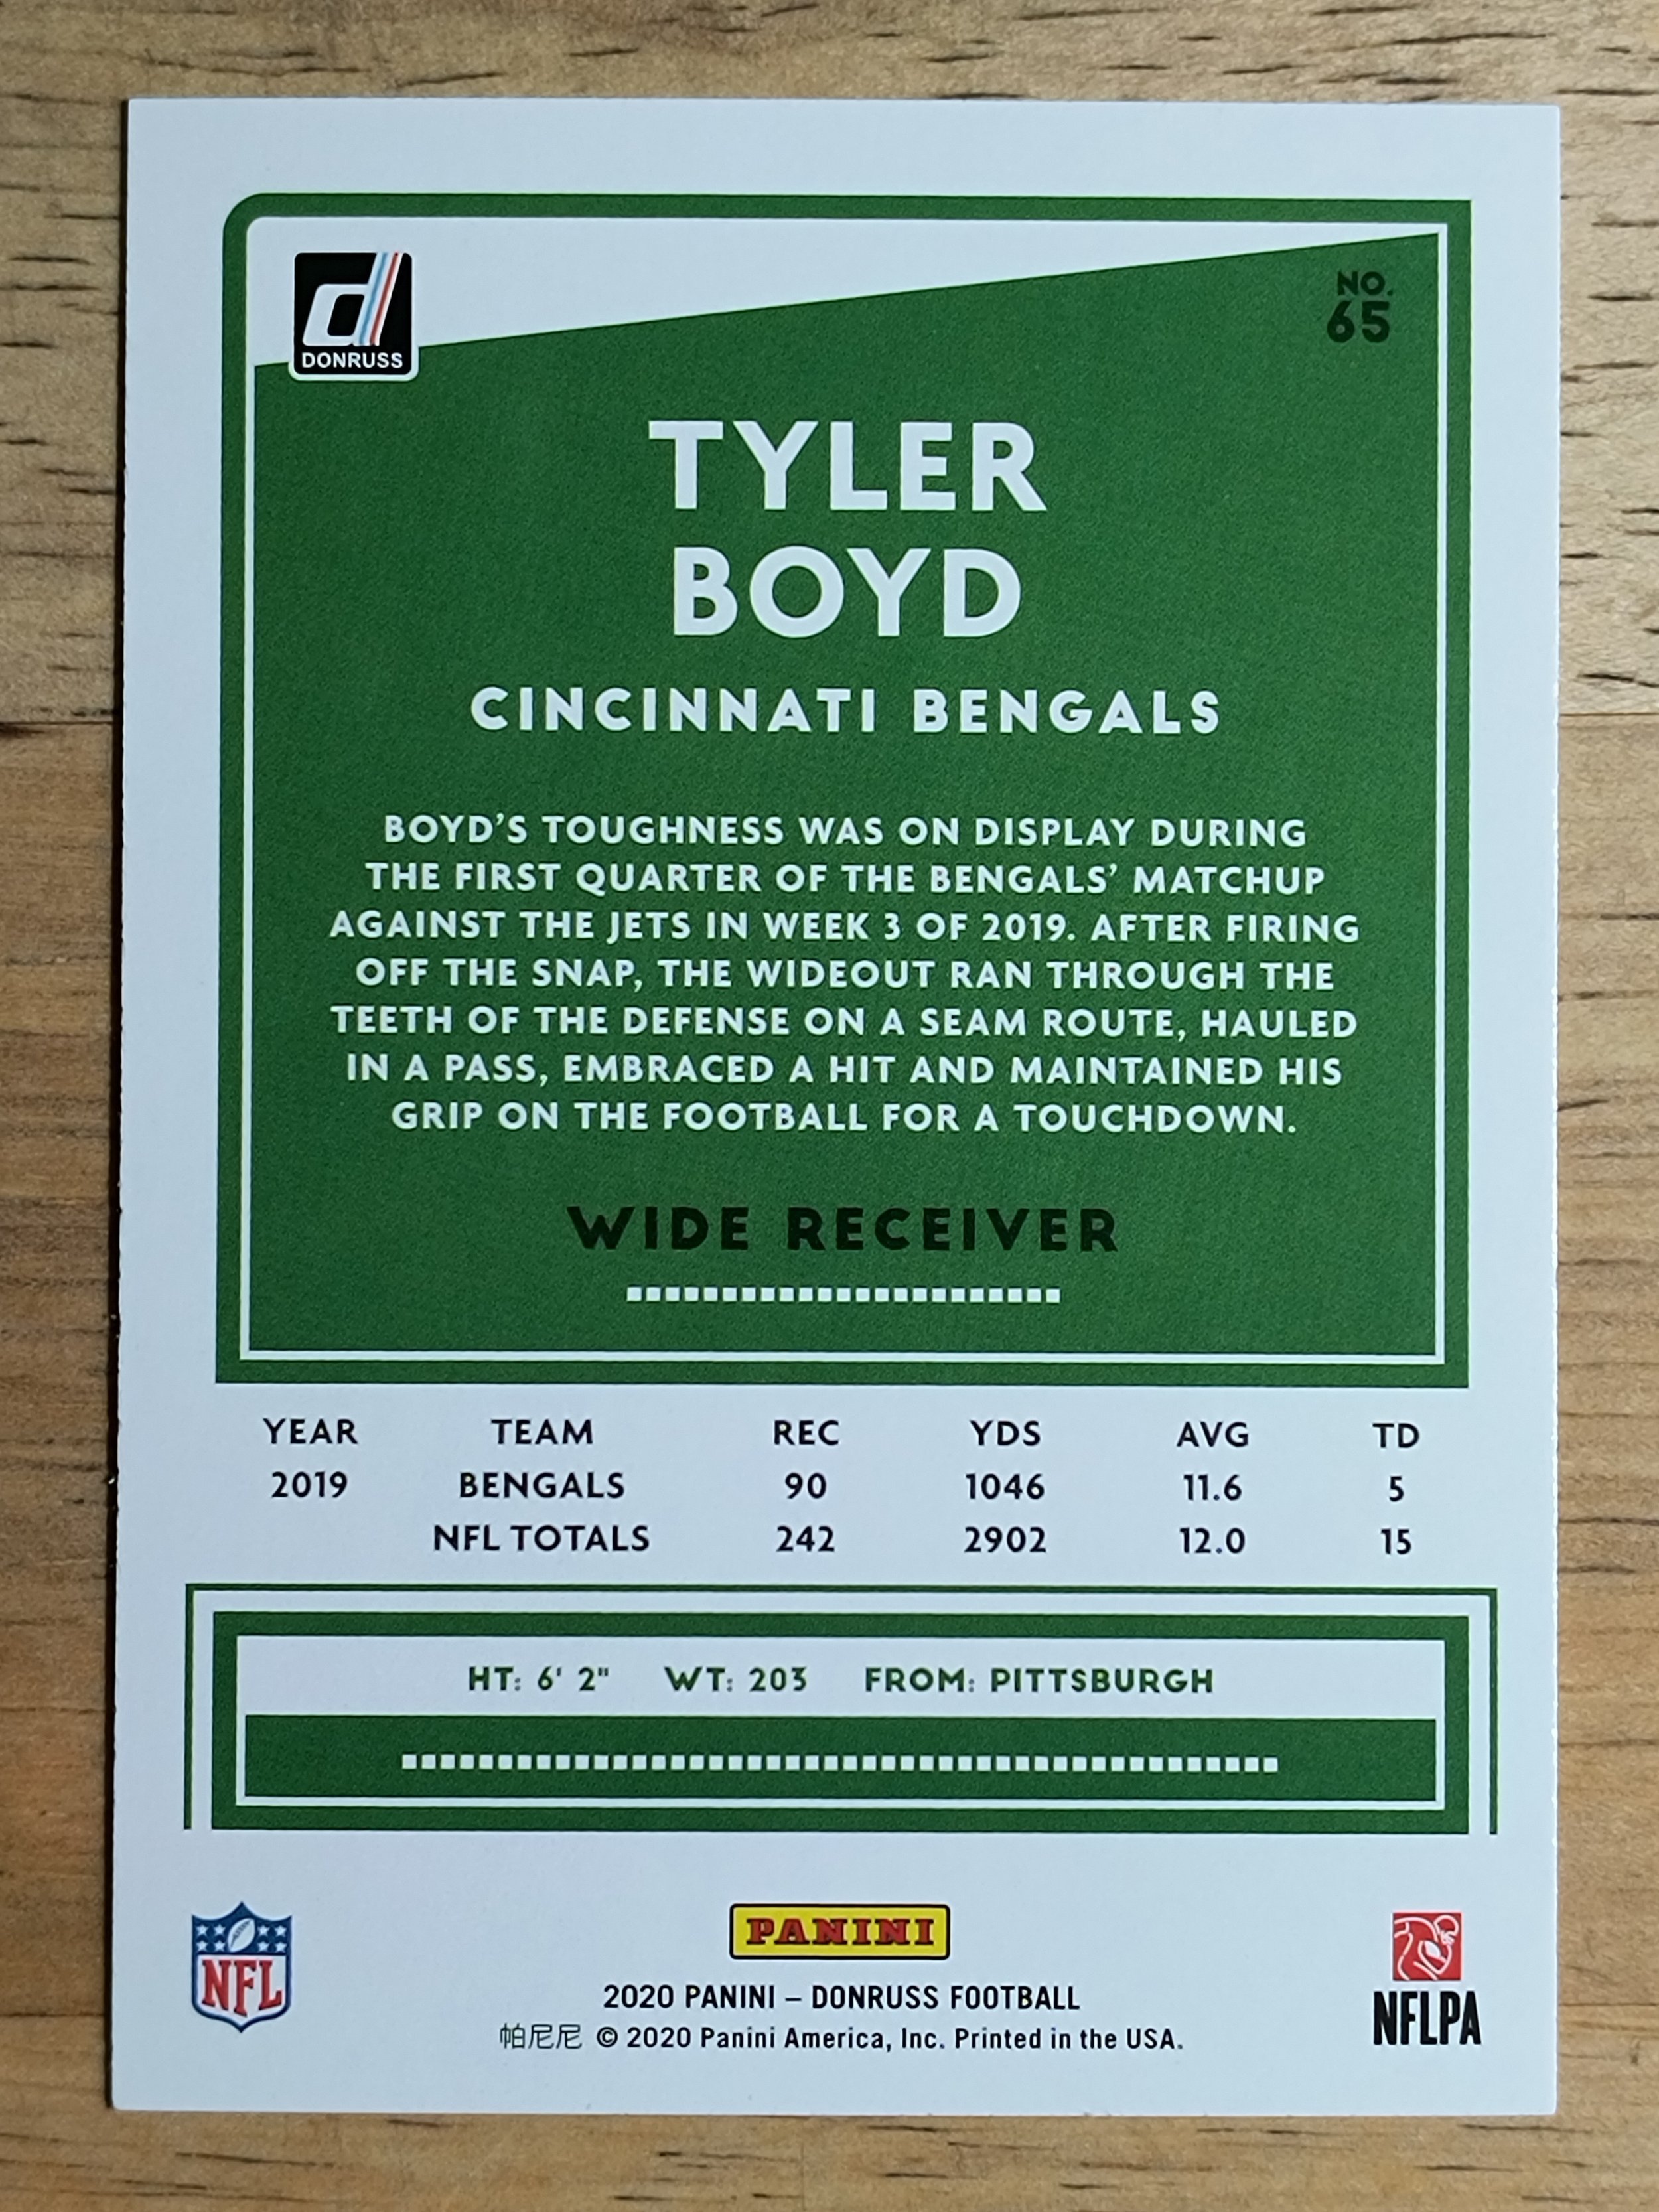 d
DONRUSS
NO.
65
TYLER
BOYD
CINCINNATI BENGALS
BOYD'S TOUGHNESS WAS ON DISPLAY DURING
THE FIRST QUARTER OF THE BENGALS' MATCHUP
AGAINST THE JETS IN WEEK 3 OF 2019. AFTER FIRING
OFF THE SNAP, THE WIDEOUT RAN THROUGH THE
TEETH OF THE DEFENSE ON A SEAM ROUTE, HAULED
IN A PASS, EMBRACED A HIT AND MAINTAINED HIS
GRIP ON THE FOOTBALL FOR A TOUCHDOWN.
WIDE RECEIVER
YEAR TEAM REC YDS AVG TD
2019 BENGALS 90 1046 11.6 5
NFL TOTALS 242 2902 12.0 15
HT: 6' 2" WT: 203 FROM: PITTSBURGH
NFL
PANINI
NFLPA
2020 PANINI – DONRUSS FOOTBALL
帕尼尼 © 2020 Panini America, Inc. Printed in the USA.